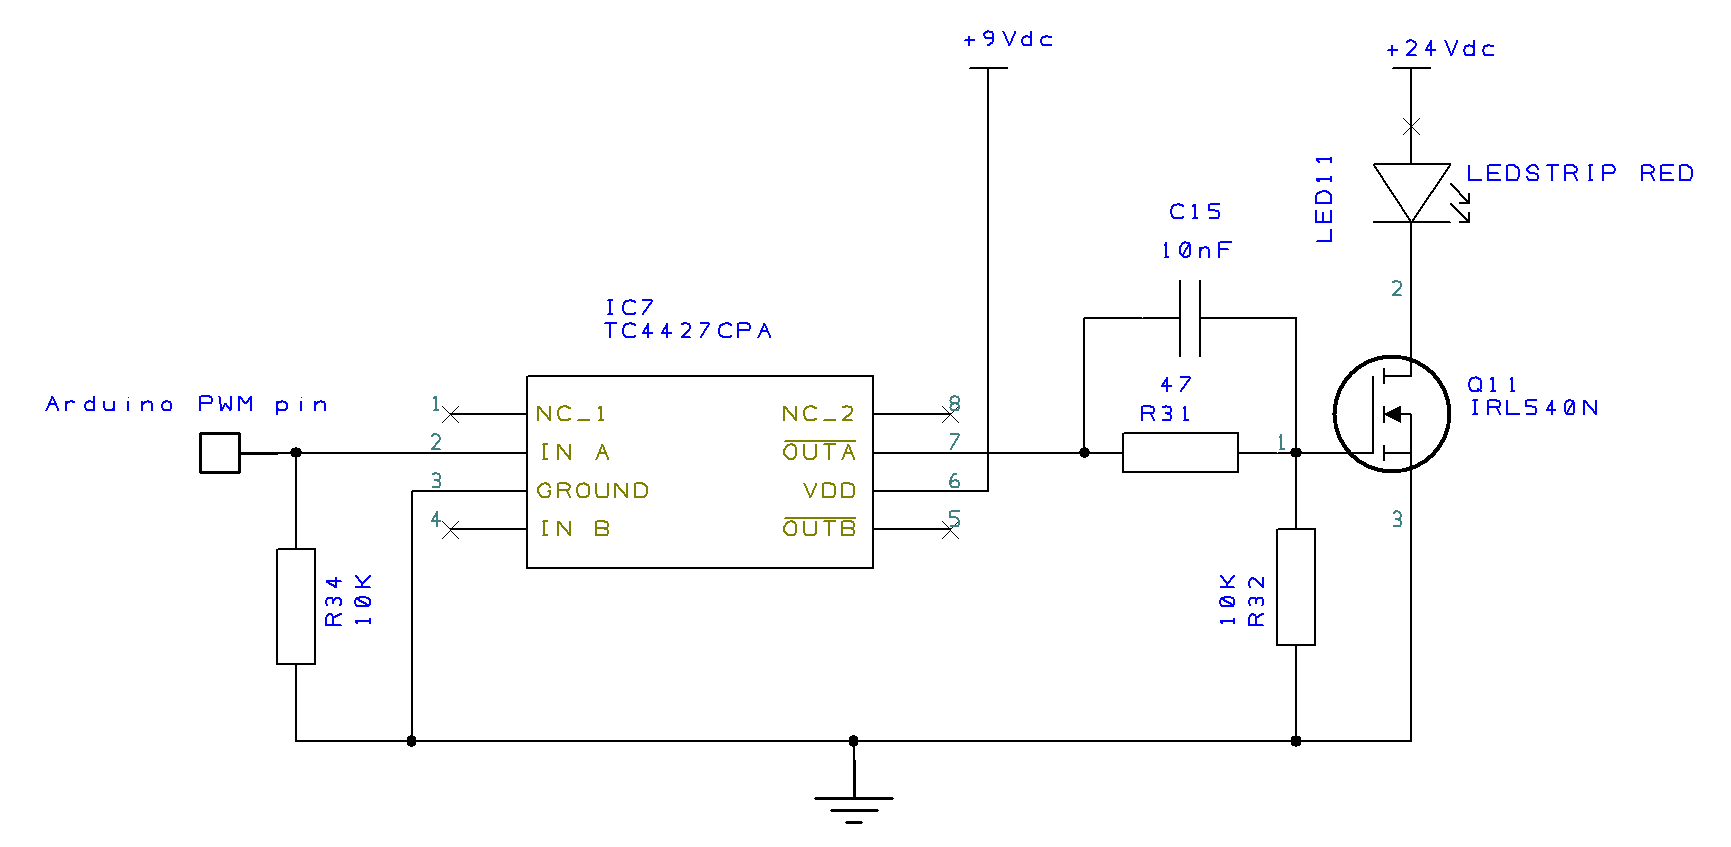 +9Vdc
+24Vdc
LED11
LEDSTRIP RED
C15
10nF
2
IC7
TC4427CPA
47
R31
Q11
IRL540N
Arduino PWM pin
1
NC_1
NC_2
8
2
IN A
OUTA
7
1
3
GROUND
VDD
6
4
IN B
OUTB
5
3
R34
10K
10K
R32